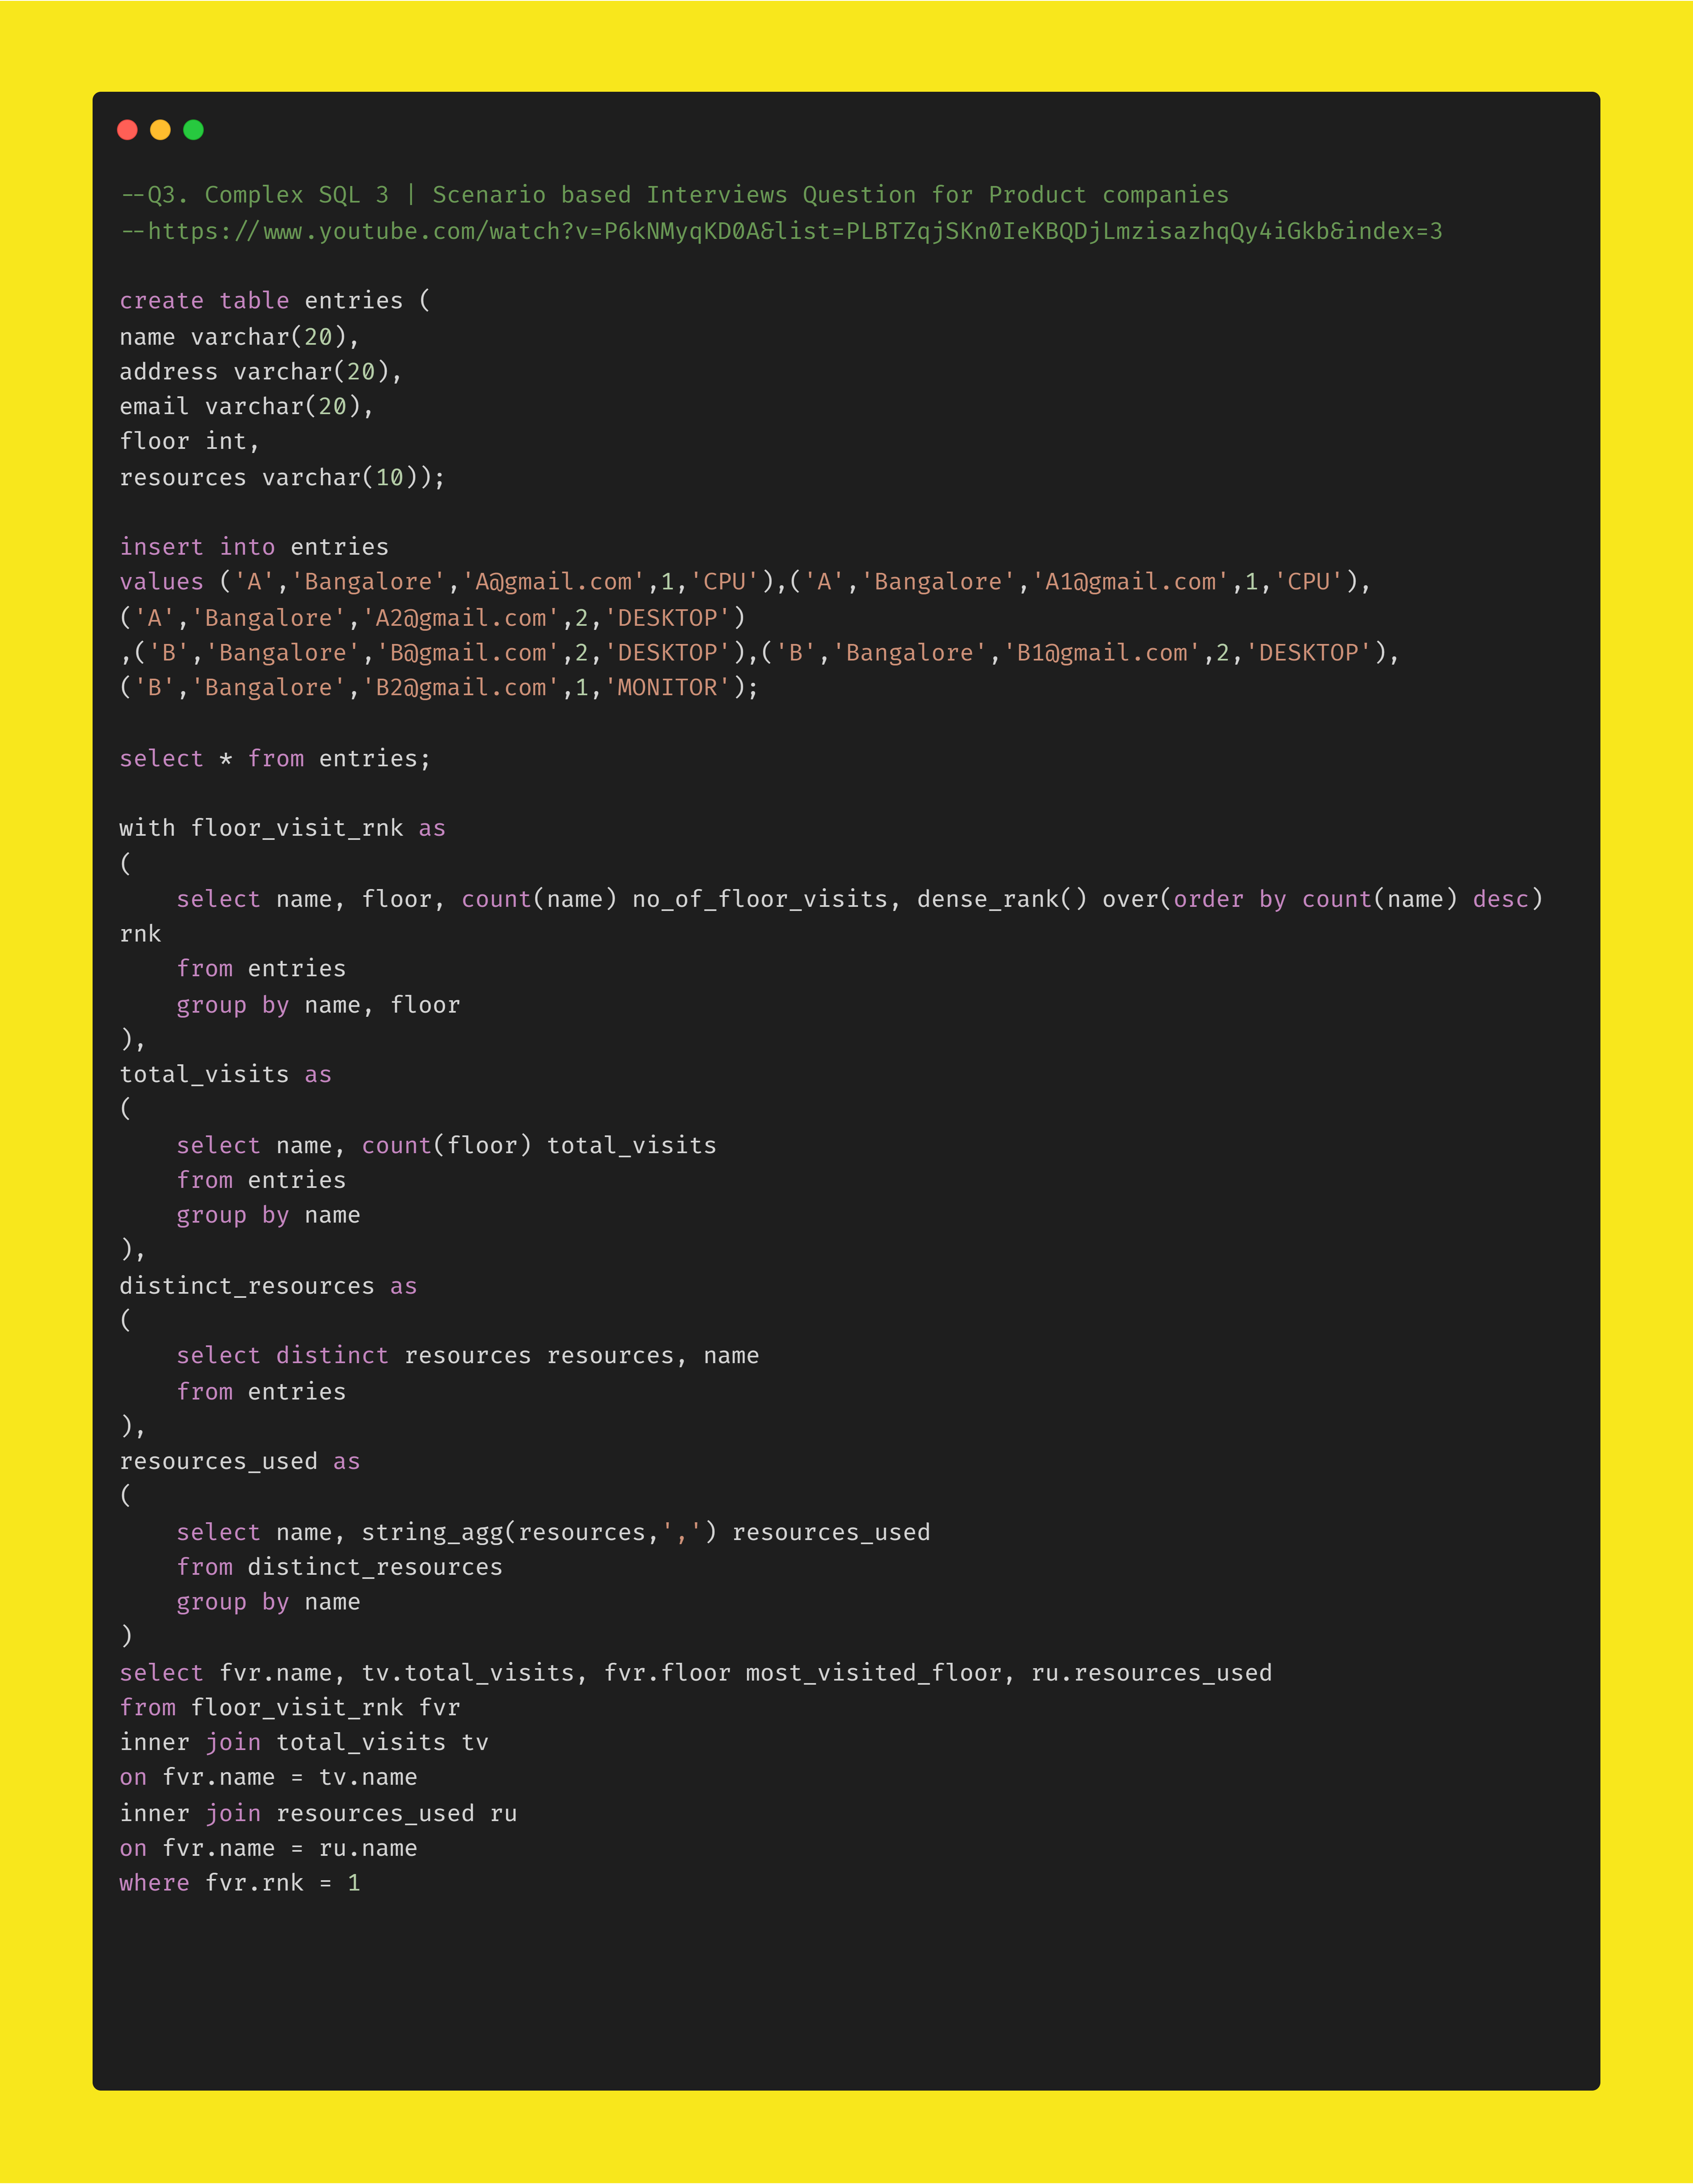 --Q3. Complex SQL 3 | Scenario based Interviews Question for Product companies
--https://www.youtube.com/watch?v=P6kNMyqKD0A&list=PLBTZqjSKn0IeKBQDjLmzisazhqQy4iGkb&index=3
create table entries (
name varchar(20),
address varchar(20),
email varchar(20),
floor int,
resources varchar(10));
insert into entries
values ('A','Bangalore','A@gmail.com',1,'CPU'),('A','Bangalore','A1@gmail.com',1,'CPU'),
('A','Bangalore','A2@gmail.com',2,'DESKTOP')
,('B','Bangalore','B@gmail.com',2,'DESKTOP'),('B','Bangalore','B1@gmail.com',2,'DESKTOP'),
('B','Bangalore','B2@gmail.com',1,'MONITOR');
select * from entries;
with floor_visit_rnk as
(
    select name, floor, count(name) no_of_floor_visits, dense_rank() over(order by count(name) desc)
rnk
    from entries
    group by name, floor
),
total_visits as
(
    select name, count(floor) total_visits
    from entries
    group by name
),
distinct_resources as
(
    select distinct resources resources, name
    from entries
),
resources_used as
(
    select name, string_agg(resources,',') resources_used
    from distinct_resources
    group by name
)
select fvr.name, tv.total_visits, fvr.floor most_visited_floor, ru.resources_used
from floor_visit_rnk fvr
inner join total_visits tv
on fvr.name = tv.name
inner join resources_used ru
on fvr.name = ru.name
where fvr.rnk = 1